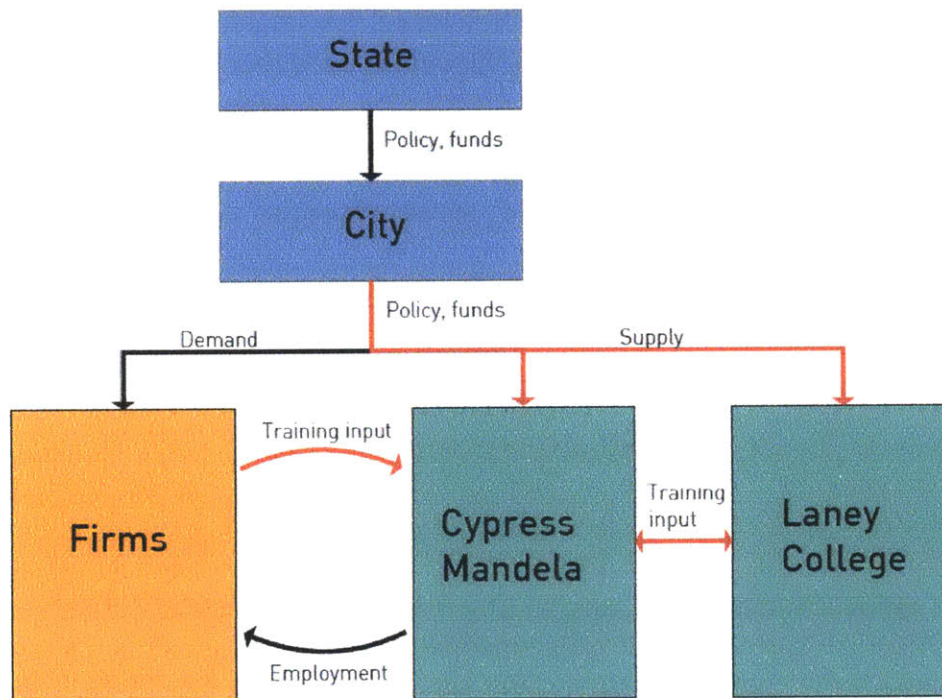 State
Policy, funds
City
Policy, funds
Demand
Supply
Training input
Firms
Cypress
Mandela
Training
input
Laney
College
Employment